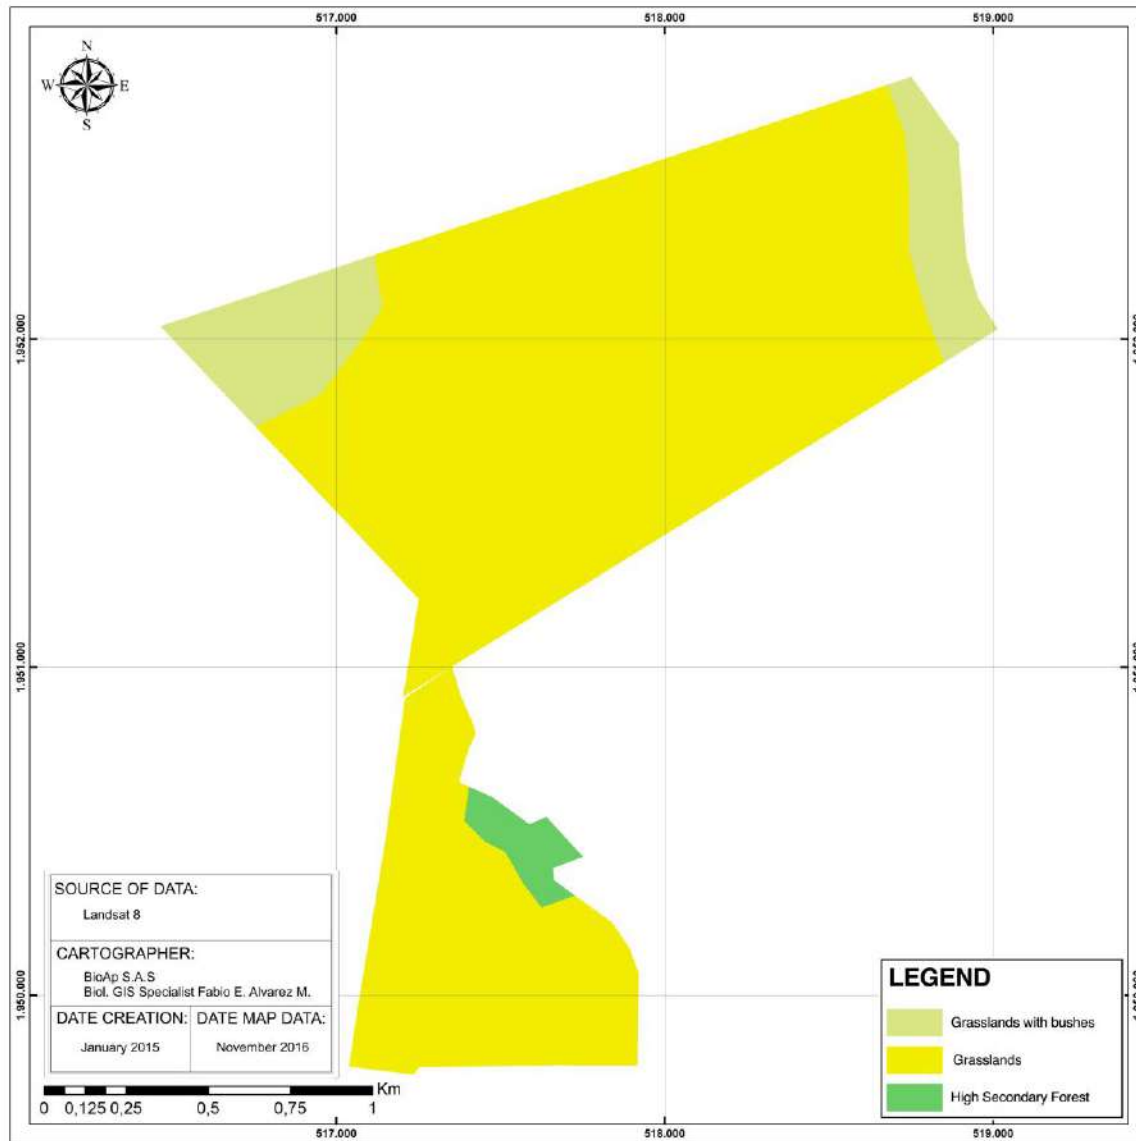 517.000 518.000 519.000
N
W E
S
1.952.000
1.951.000
1.950.000
SOURCE OF DATA:
Landsat 8
CARTOGRAPHER:
BioAp S.A.S
Biol. GIS Specialist Fabio E. Alvarez M.
DATE CREATION: DATE MAP DATA:
January 2015 November 2016
Km
0 0,125 0,25 0,5 0,75 1
LEGEND
Grasslands with bushes
Grasslands
High Secondary Forest
517.000 518.000 519.000